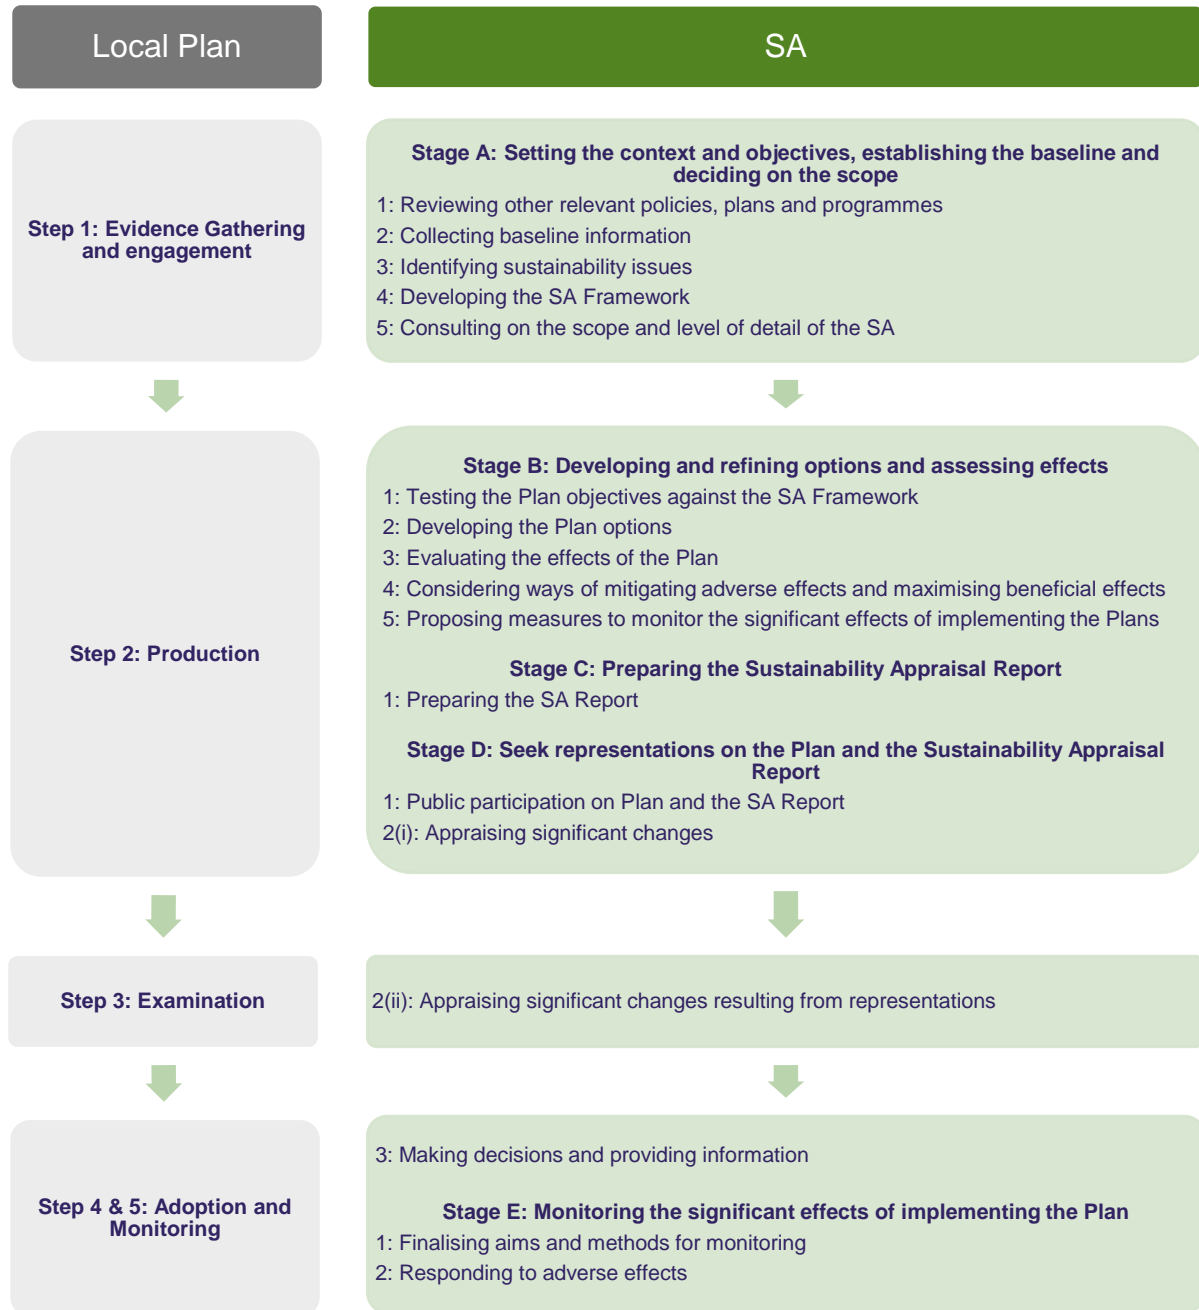 Local Plan
SA
Step 1: Evidence Gathering
and engagement
Stage A: Setting the context and objectives, establishing the baseline and
deciding on the scope
1: Reviewing other relevant policies, plans and programmes
2: Collecting baseline information
3: Identifying sustainability issues
4: Developing the SA Framework
5: Consulting on the scope and level of detail of the SA
Step 2: Production
Stage B: Developing and refining options and assessing effects
1: Testing the Plan objectives against the SA Framework
2: Developing the Plan options
3: Evaluating the effects of the Plan
4: Considering ways of mitigating adverse effects and maximising beneficial effects
5: Proposing measures to monitor the significant effects of implementing the Plans
Stage C: Preparing the Sustainability Appraisal Report
1: Preparing the SA Report
Stage D: Seek representations on the Plan and the Sustainability Appraisal
Report
1: Public participation on Plan and the SA Report
2(i): Appraising significant changes
Step 3: Examination
2(ii): Appraising significant changes resulting from representations
Step 4 & 5: Adoption and
Monitoring
3: Making decisions and providing information
Stage E: Monitoring the significant effects of implementing the Plan
1: Finalising aims and methods for monitoring
2: Responding to adverse effects